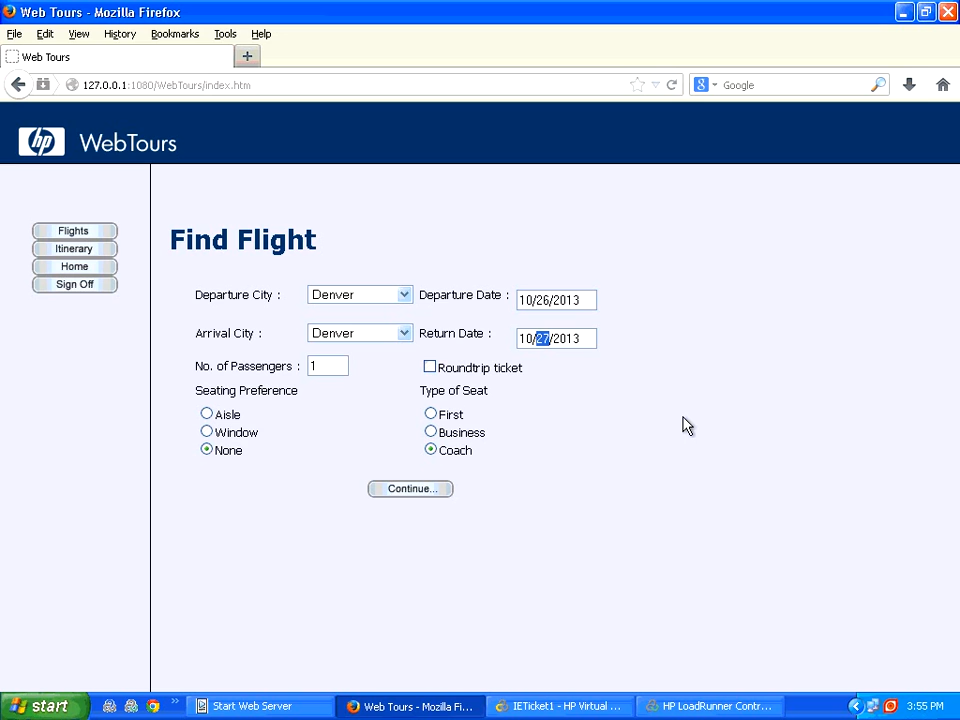 Web Tours - Mozilla Firefox
File Edit View History Bookmarks Tools Help
Web Tours
127.0.0.1:1080/WebTours/index.htm
Google
hp WebTours
Flights
Itinerary
Home
Sign Off
Find Flight
Departure City : Denver Departure Date : 10/26/2013
Arrival City : Denver Return Date : 10/27/2013
No. of Passengers : 1 Roundtrip ticket
Seating Preference Type of Seat
Aisle First
Window Business
None Coach
Continue...
start Start Web Server Web Tours - Mozilla Fi... IETicket1 - HP Virtual ... HP LoadRunner Contr... 3:55 PM